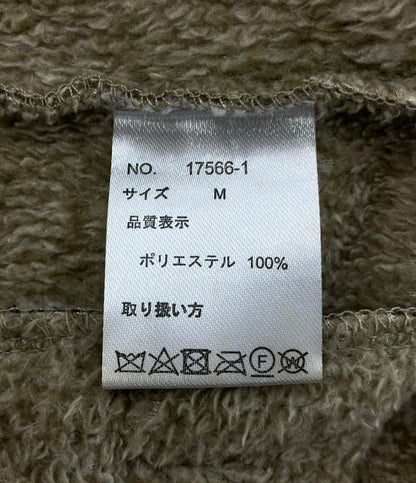 NO. 17566-1
サイズ M
品質表示
ポリエステル 100%
取り扱い方
F W